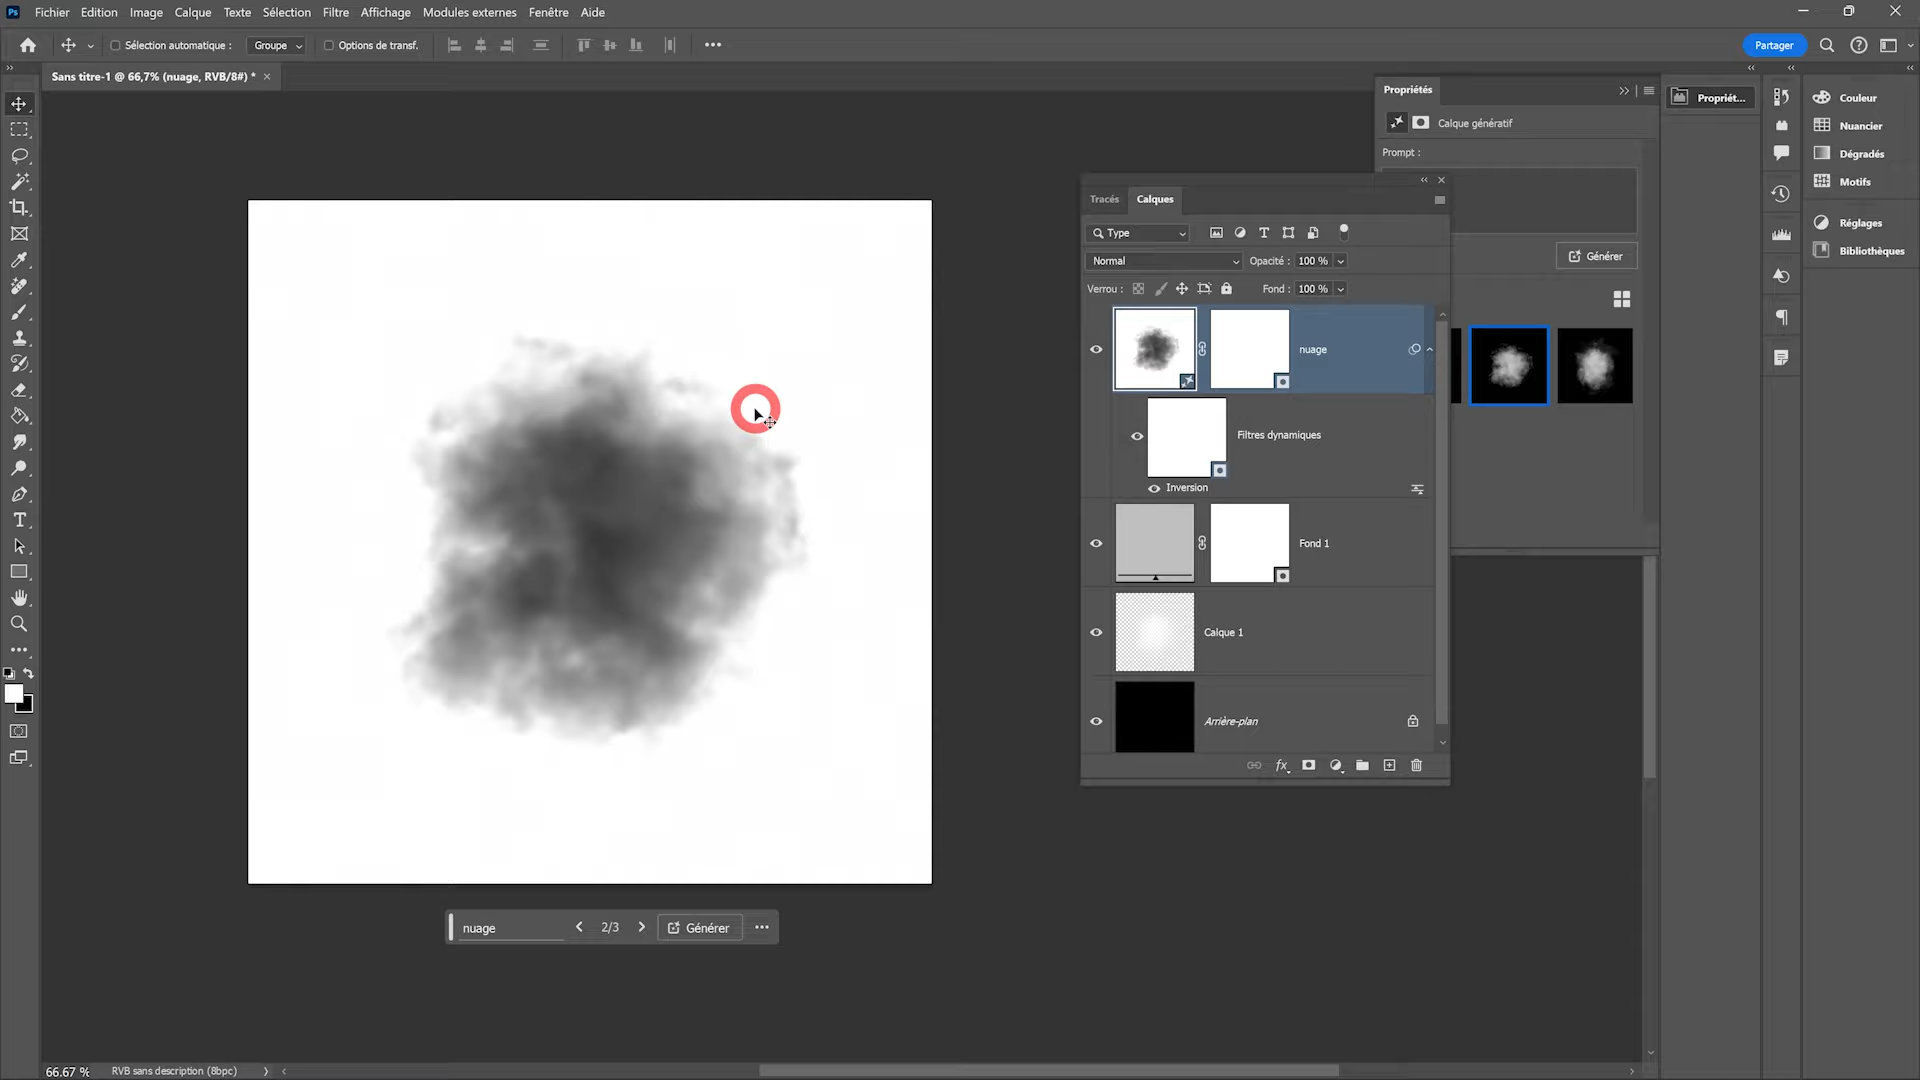 Ps Fichier Edition Image Calque Texte Sélection Filtre Affichage Modules externes Fenêtre Aide
Sélection automatique : Groupe Options de transf. Partager
Sans titre-1 @ 66,7% (nuage, RVB/8#) *
Propriétés
Propriét...
Couleur
Nuancier
Dégradés
Motifs
Réglages
Bibliothèques
Calque génératif
Prompt :
Générer
Tracés Calques
Type
Normal Opacité : 100 %
Verrou : Fond : 100 %
nuage
Filtres dynamiques
Inversion
Fond 1
Calque 1
Arrière-plan
fx
nuage 2/3 Générer
66.67 % RVB sans description (8bpc)